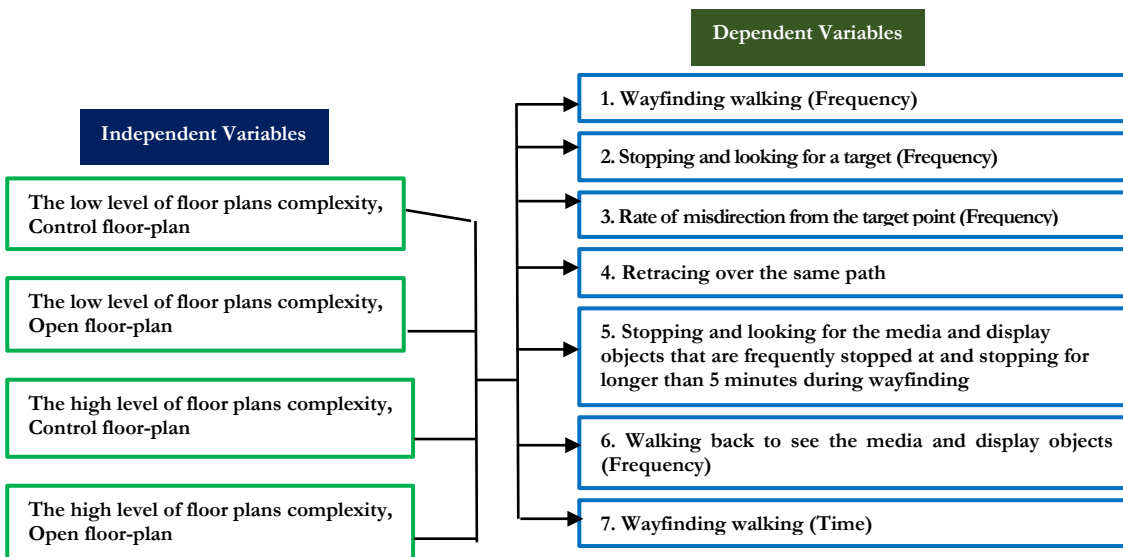 Independent Variables
The low level of floor plans complexity,
Control floor-plan
The low level of floor plans complexity,
Open floor-plan
The high level of floor plans complexity,
Control floor-plan
The high level of floor plans complexity,
Open floor-plan
Dependent Variables
1. Wayfinding walking (Frequency)
2. Stopping and looking for a target (Frequency)
3. Rate of misdirection from the target point (Frequency)
4. Retracing over the same path
5. Stopping and looking for the media and display
objects that are frequently stopped at and stopping for
longer than 5 minutes during wayfinding
6. Walking back to see the media and display objects
(Frequency)
7. Wayfinding walking (Time)